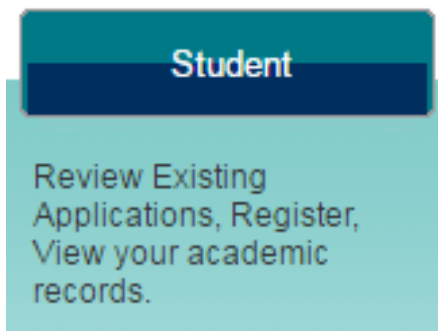 Student
Review Existing
Applications, Register,
View your academic
records.